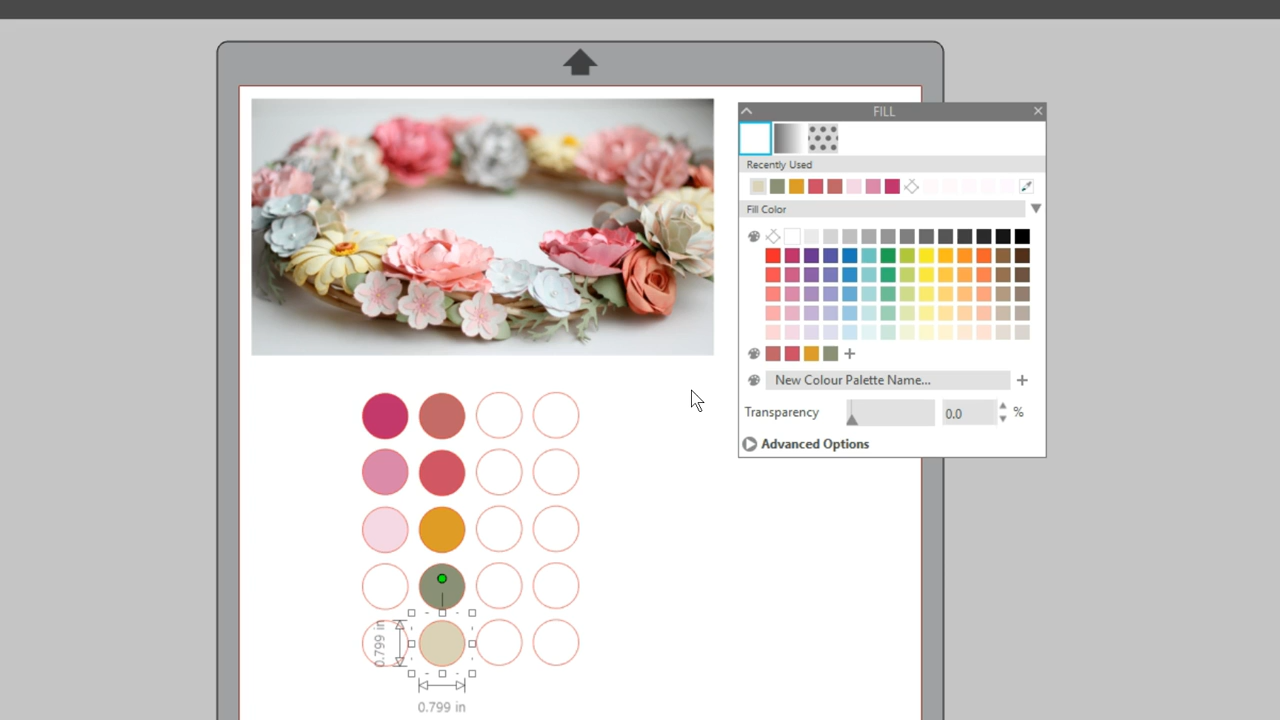 FILL
Recently Used
Fill Color
New Colour Palette Name...
Transparency
0.0
%
Advanced Options
0.799 in
0.799 in